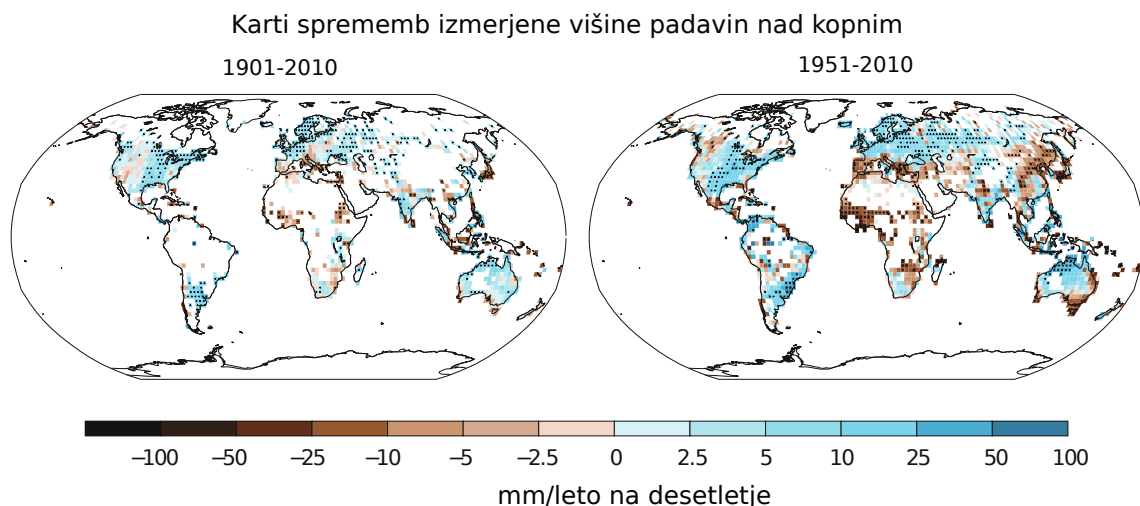 Karti sprememb izmerjene višine padavin nad kopnim
1901-2010
1951-2010
−100 −50 −25 −10 −5 −2.5 0 2.5 5 10 25 50 100
mm/leto na desetletje